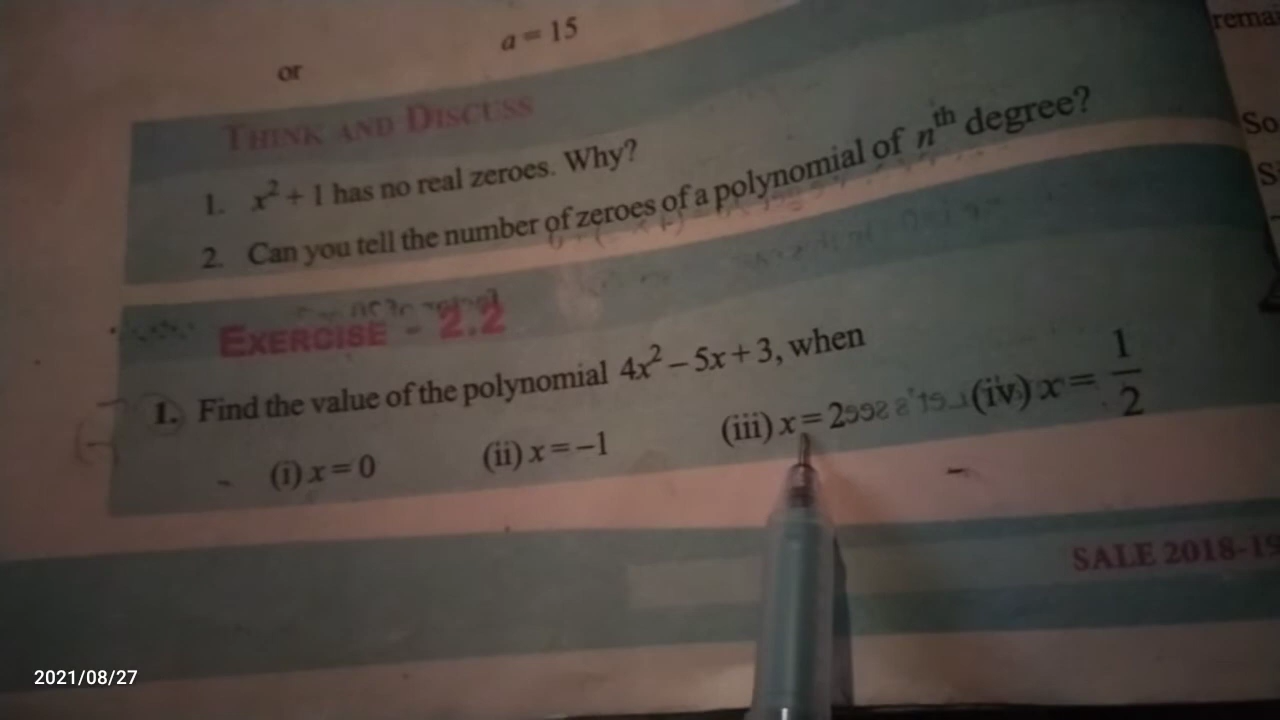 a = 15
or
THINK AND DISCUSS
1. x² + 1 has no real zeroes. Why?
2. Can you tell the number of zeroes of a polynomial of nᵗʰ degree?
EXERCISE - 2.2
1. Find the value of the polynomial 4x² – 5x + 3, when
(i) x = 0 (ii) x = –1 (iii) x = 2 (iv) x = 1/2
SALE 2018-19
2021/08/27